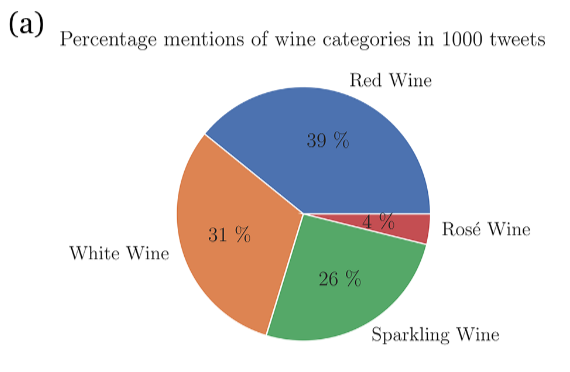 (a)
Percentage mentions of wine categories in 1000 tweets
Red Wine
39 %
4 %
Rosé Wine
31 %
White Wine
26 %
Sparkling Wine